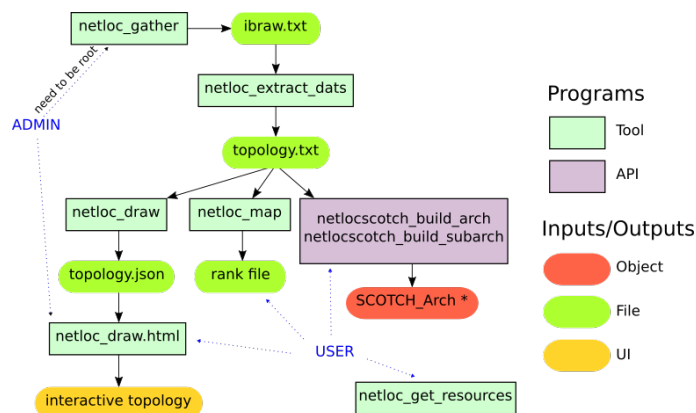 netloc_gather
ibraw.txt
need to be root
netloc_extract_dats
ADMIN
topology.txt
netloc_draw
netloc_map
netlocscotch_build_arch
netlocscotch_build_subarch
topology.json
rank file
SCOTCH_Arch *
netloc_draw.html
USER
interactive topology
netloc_get_resources
Programs
Tool
API
Inputs/Outputs
Object
File
UI